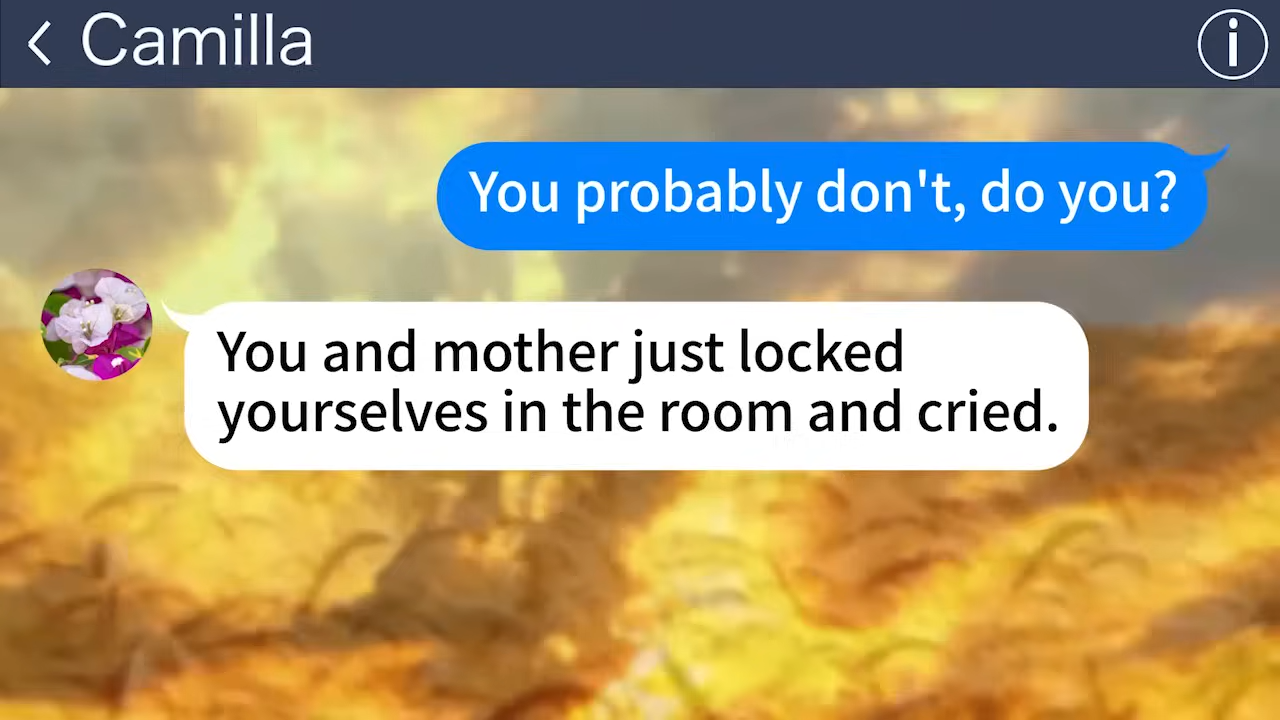 Camilla
You probably don't, do you?
You and mother just locked
yourselves in the room and cried.